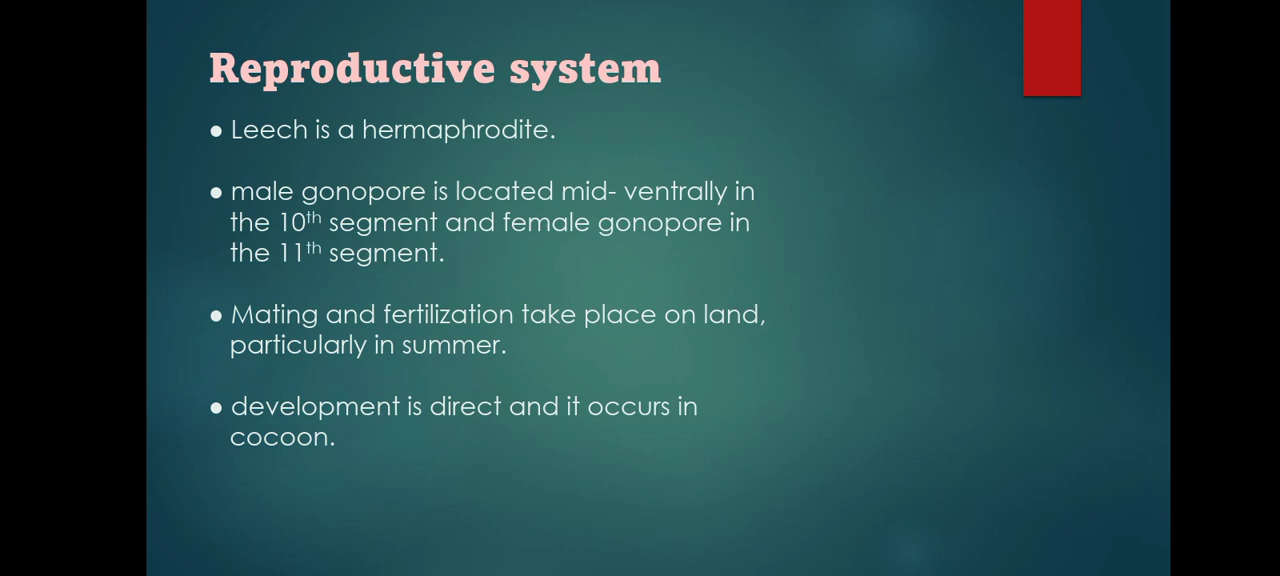 Reproductive system
● Leech is a hermaphrodite.
● male gonopore is located mid- ventrally in
the 10th segment and female gonopore in
the 11th segment.
● Mating and fertilization take place on land,
particularly in summer.
● development is direct and it occurs in
cocoon.